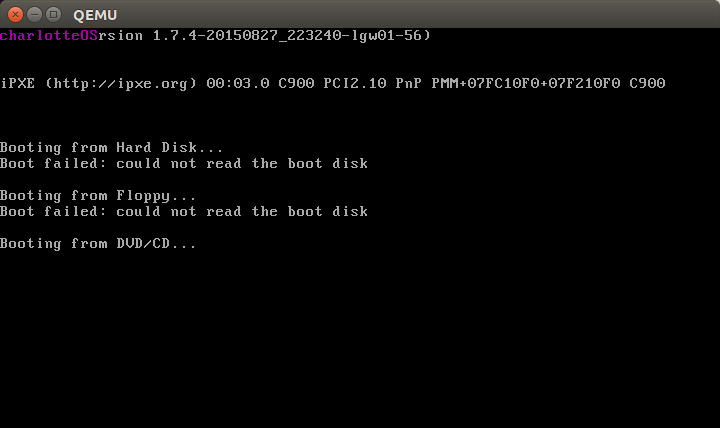 QEMU
charlotteOSrsion 1.7.4-20150827_223240-lgw01-56)
iPXE (http://ipxe.org) 00:03.0 C900 PCI2.10 PnP PMM+07FC10F0+07F210F0 C900
Booting from Hard Disk...
Boot failed: could not read the boot disk
Booting from Floppy...
Boot failed: could not read the boot disk
Booting from DVD/CD...